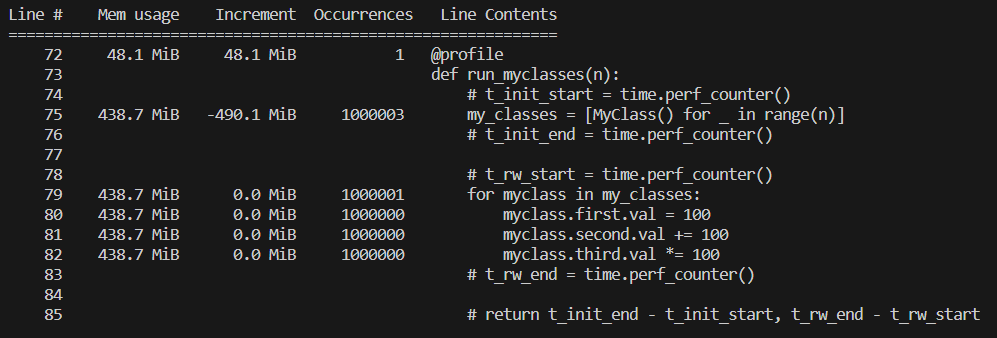 Line #    Mem usage    Increment  Occurrences   Line Contents
=============================================================
    72     48.1 MiB     48.1 MiB           1   @profile
    73                                         def run_myclasses(n):
    74                                             # t_init_start = time.perf_counter()
    75    438.7 MiB   -490.1 MiB     1000003       my_classes = [MyClass() for _ in range(n)]
    76                                             # t_init_end = time.perf_counter()
    77
    78                                             # t_rw_start = time.perf_counter()
    79    438.7 MiB      0.0 MiB     1000001       for myclass in my_classes:
    80    438.7 MiB      0.0 MiB     1000000           myclass.first.val = 100
    81    438.7 MiB      0.0 MiB     1000000           myclass.second.val += 100
    82    438.7 MiB      0.0 MiB     1000000           myclass.third.val *= 100
    83                                             # t_rw_end = time.perf_counter()
    84
    85                                             # return t_init_end - t_init_start, t_rw_end - t_rw_start